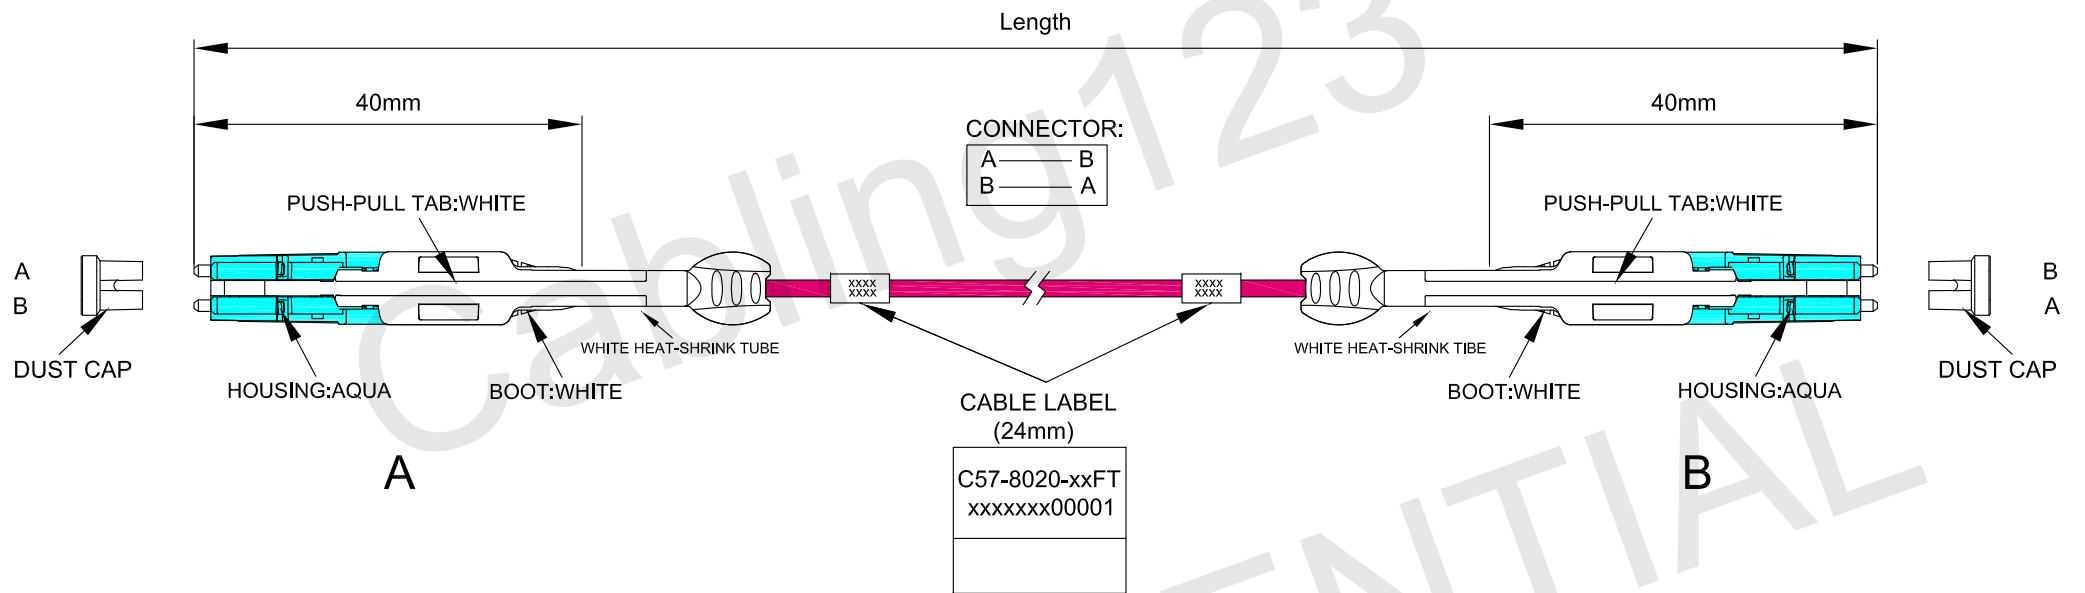 Length
40mm
40mm
CONNECTOR:
A B
B A
PUSH-PULL TAB:WHITE
PUSH-PULL TAB:WHITE
A
B
B
A
XXXX
XXXX
XXXX
XXXX
WHITE HEAT-SHRINK TUBE
WHITE HEAT-SHRINK TIBE
DUST CAP
HOUSING:AQUA
BOOT:WHITE
BOOT:WHITE
HOUSING:AQUA
DUST CAP
CABLE LABEL
(24mm)
A
B
C57-8020-xxFT
xxxxxxx00001
Cabling123
ENTIAL